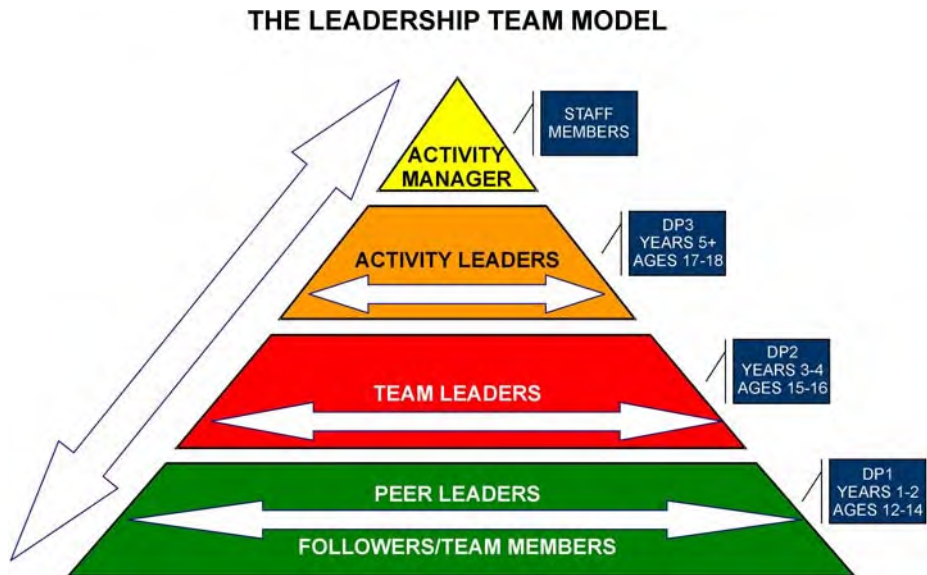 THE LEADERSHIP TEAM MODEL
STAFF
MEMBERS
ACTIVITY
MANAGER
DP3
YEARS 5+
AGES 17-18
ACTIVITY LEADERS
DP2
YEARS 3-4
AGES 15-16
TEAM LEADERS
DP1
YEARS 1-2
AGES 12-14
PEER LEADERS
FOLLOWERS/TEAM MEMBERS